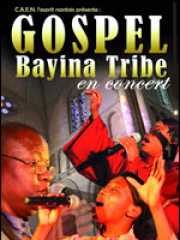 C.A.E.N. l'esprit nantais présente :
GOSPEL
Bayina Tribe
en concert